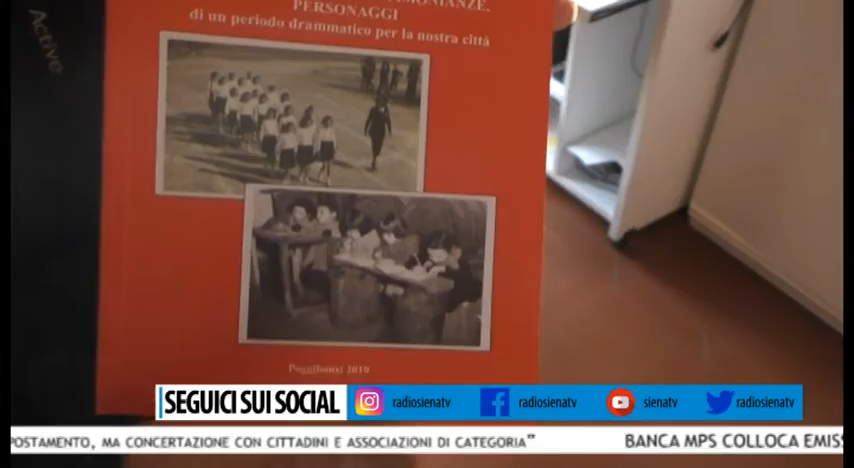 Active
PERSONAGGI
di un periodo drammatico per la nostra città
Poggibonsi 2019
SEGUICI SUI SOCIAL
radiosienatv
radiosienatv
sienatv
radiosienatv
POSTAMENTO, MA CONCERTAZIONE CON CITTADINI E ASSOCIAZIONI DI CATEGORIA”
BANCA MPS COLLOCA EMISS